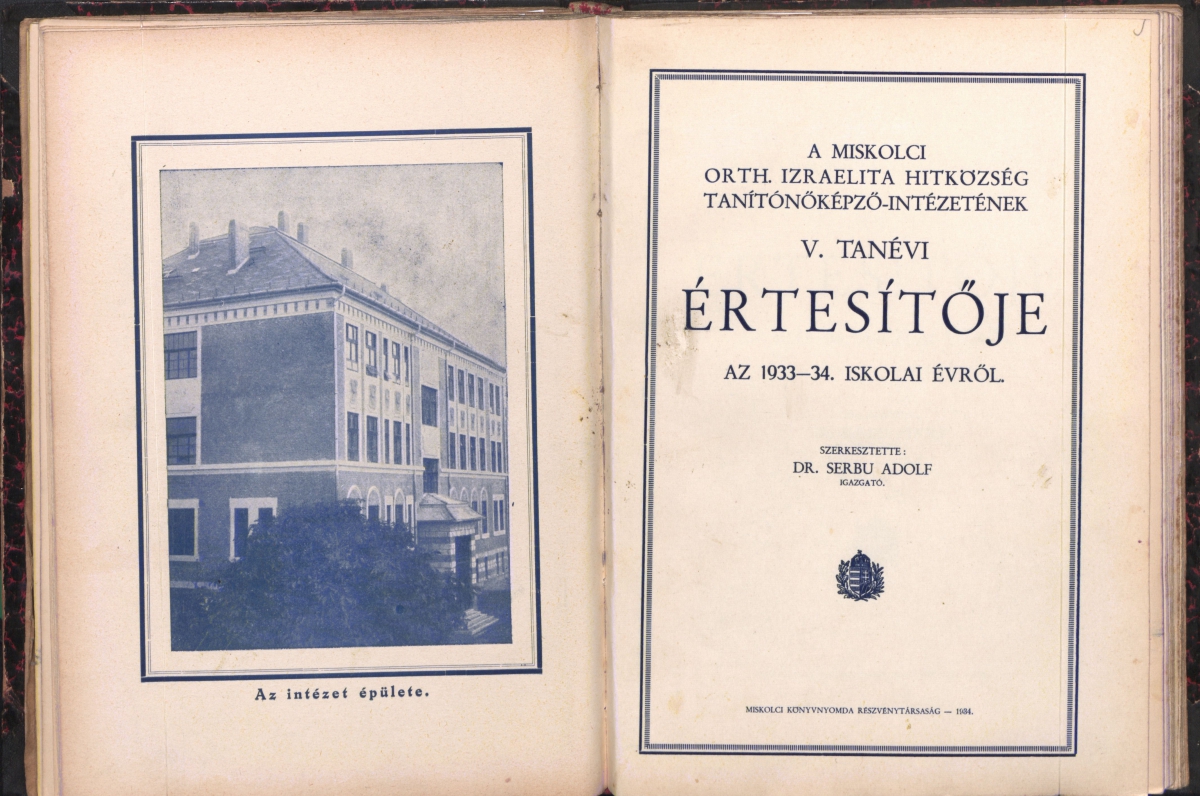 Az intézet épülete.
A MISKOLCI
ORTH. IZRAELITA HITKÖZSÉG
TANÍTÓNŐKÉPZŐ-INTÉZETÉNEK
V. TANÉVI
ÉRTESÍTŐJE
AZ 1933—34. ISKOLAI ÉVRŐL.
SZERKESZTETTE:
DR. SERBU ADOLF
IGAZGATÓ.
MISKOLCI KÖNYVNYOMDA RÉSZVÉNYTÁRSASÁG — 1934.